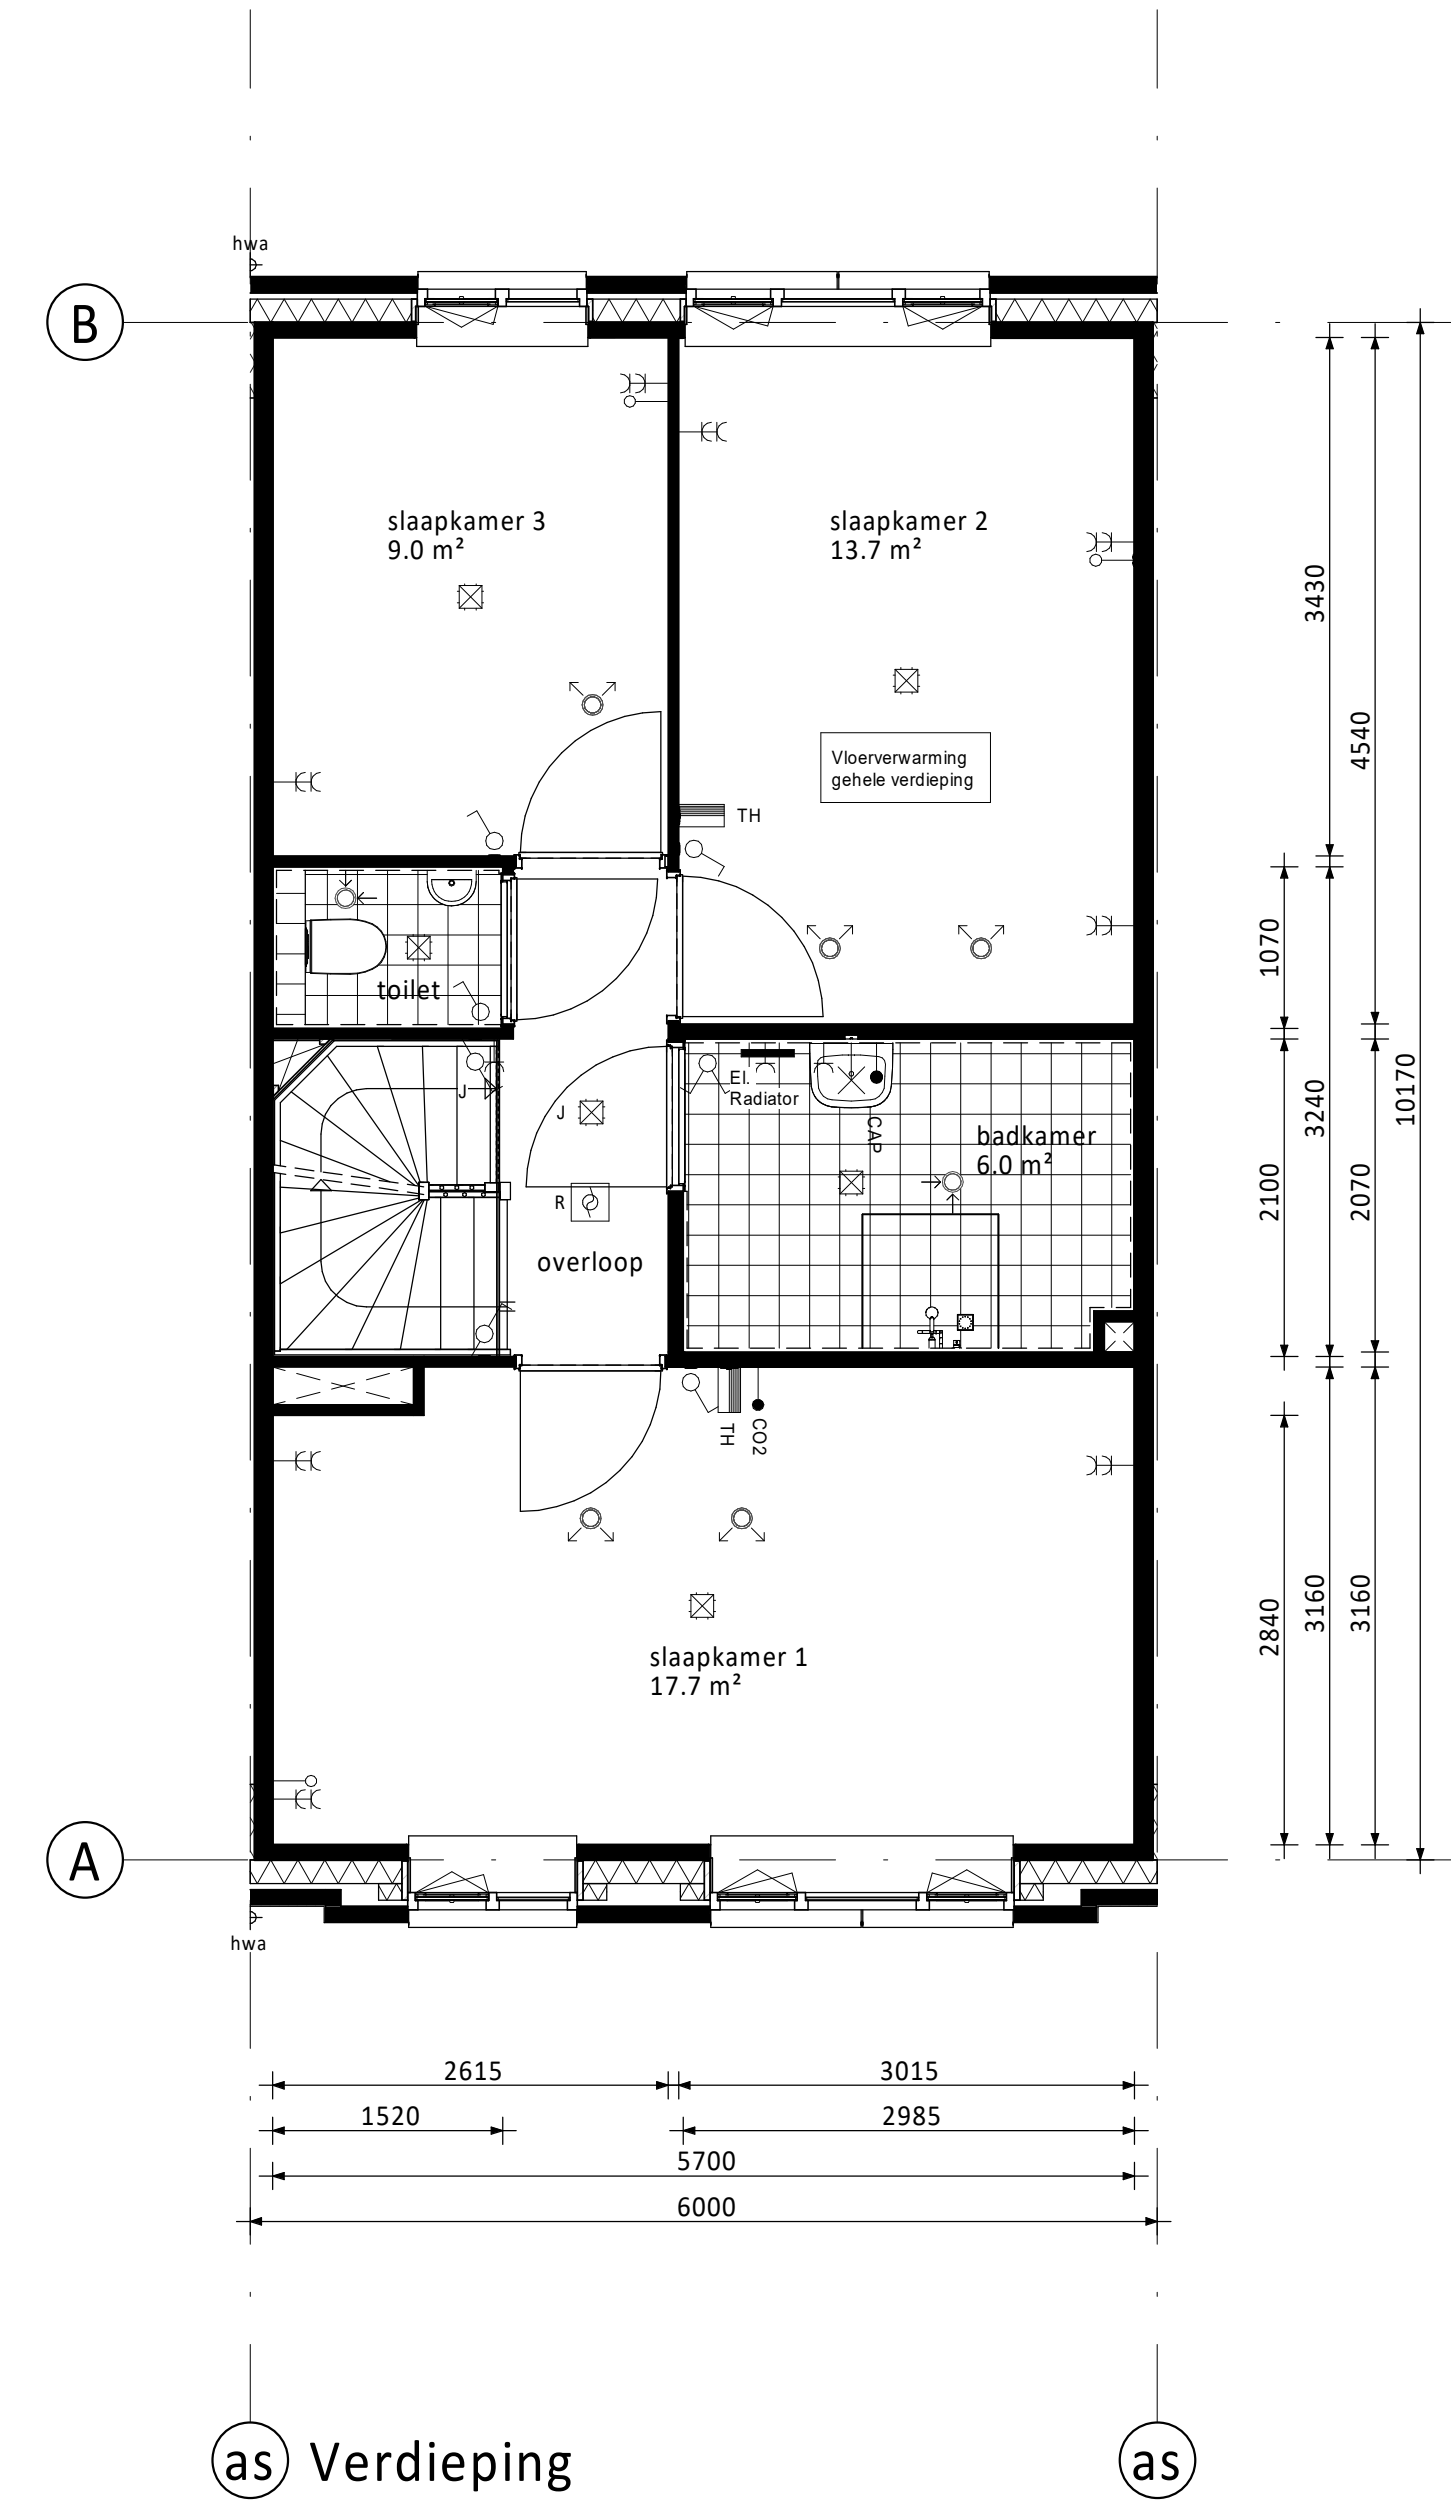 hwa
B
slaapkamer 3
9.0 m²
slaapkamer 2
13.7 m²
Vloerverwarming
gehele verdieping
TH
toilet
J
J
El.
Radiator
CAP
badkamer
6.0 m²
R
overloop
TH
CO2
slaapkamer 1
17.7 m²
A
hwa
3430
4540
1070
10170
3240
2100
2070
2840
3160
3160
2615
3015
1520
2985
5700
6000
as
Verdieping
as